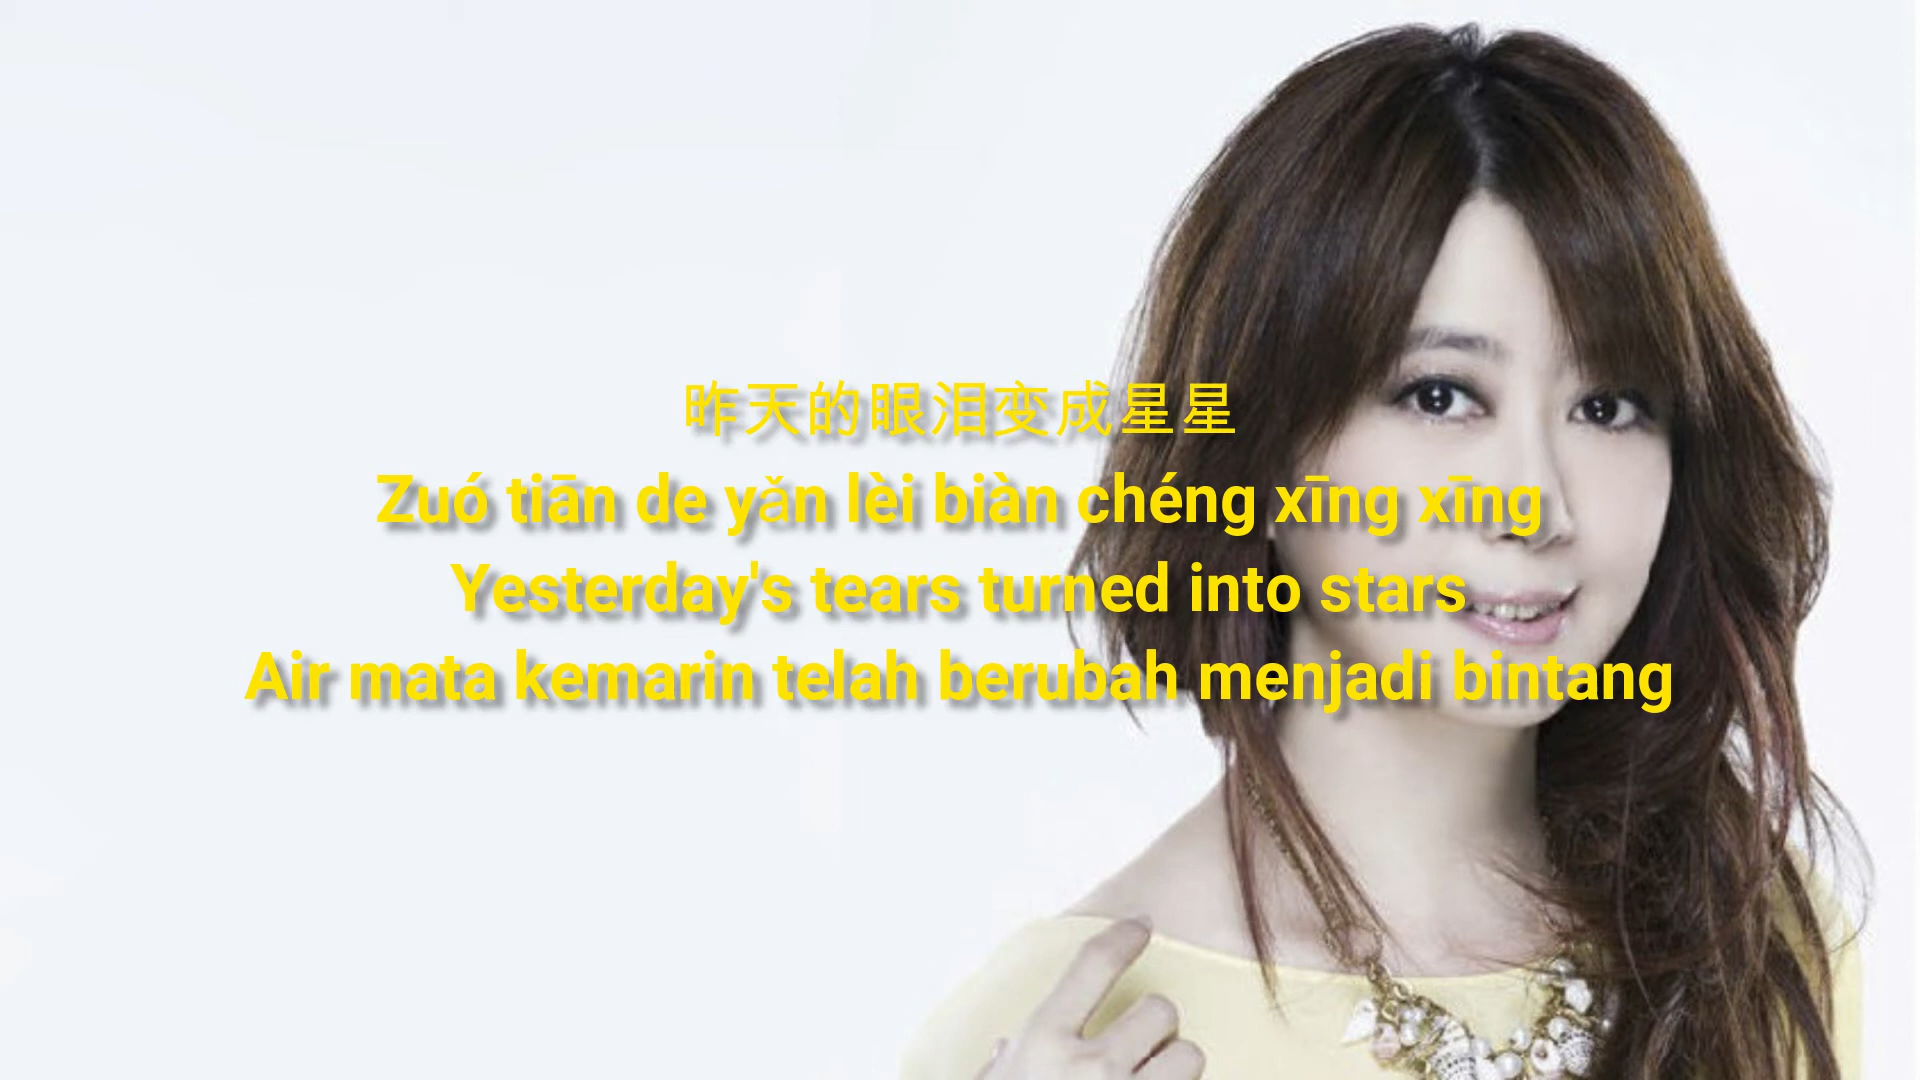 昨天的眼泪变成星星
Zuó tiān de yǎn lèi biàn chéng xīng xīng
Yesterday's tears turned into stars
Air mata kemarin telah berubah menjadi bintang